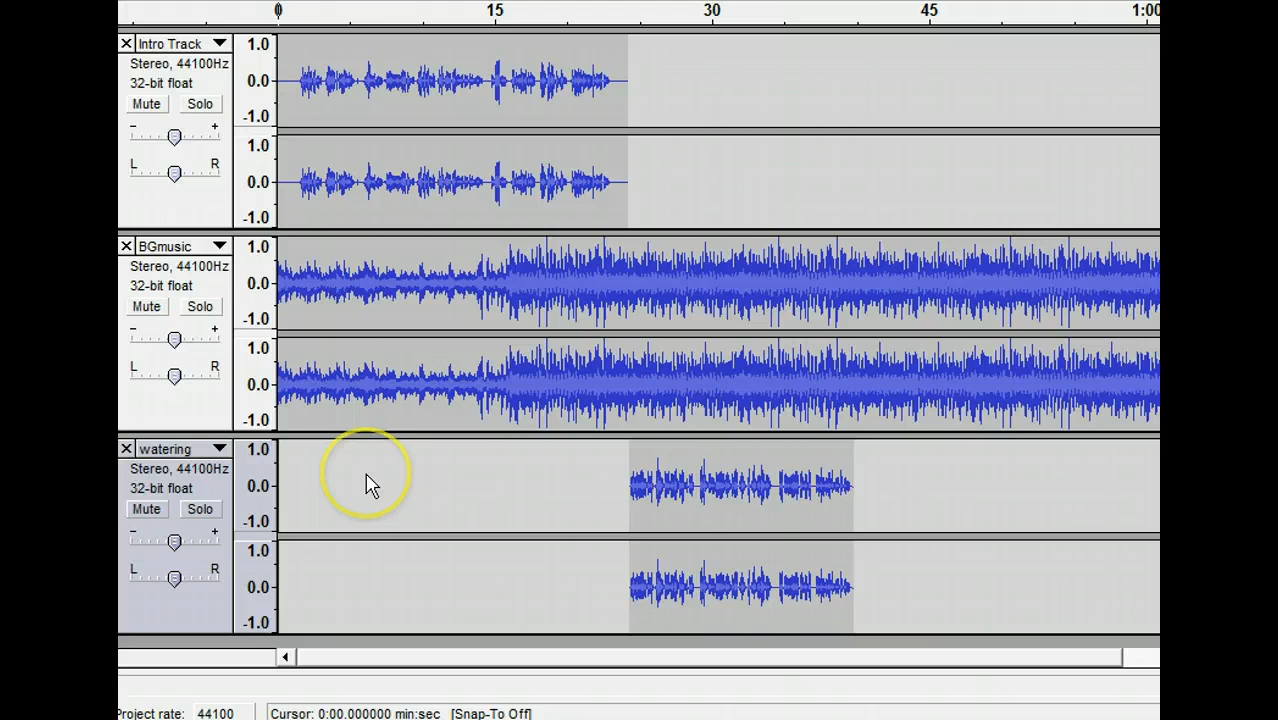 0 15 30 45 1:00
Intro Track
Stereo, 44100Hz
32-bit float
Mute Solo
- +
L R
1.0
0.0
-1.0
1.0
0.0
-1.0
BGmusic
Stereo, 44100Hz
32-bit float
Mute Solo
- +
L R
1.0
0.0
-1.0
1.0
0.0
-1.0
watering
Stereo, 44100Hz
32-bit float
Mute Solo
- +
L R
1.0
0.0
-1.0
1.0
0.0
-1.0
Project rate: 44100 Cursor: 0:00.000000 min:sec [Snap-To Off]